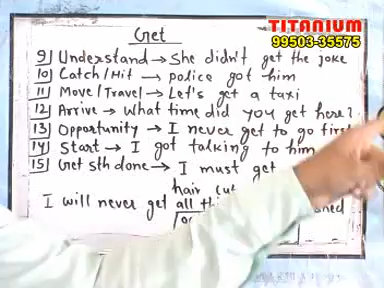 Get
TITANIUM
99503-35575
9) Understand → She didn't get the joke
10) Catch/Hit → police got him
11) Move/Travel → Let's get a taxi
12) Arrive → What time did you get here?
13) Opportunity → I never get to go first
14) Start → I got talking to him
15) Get sth done → I must get
hair cut
I will never get all this